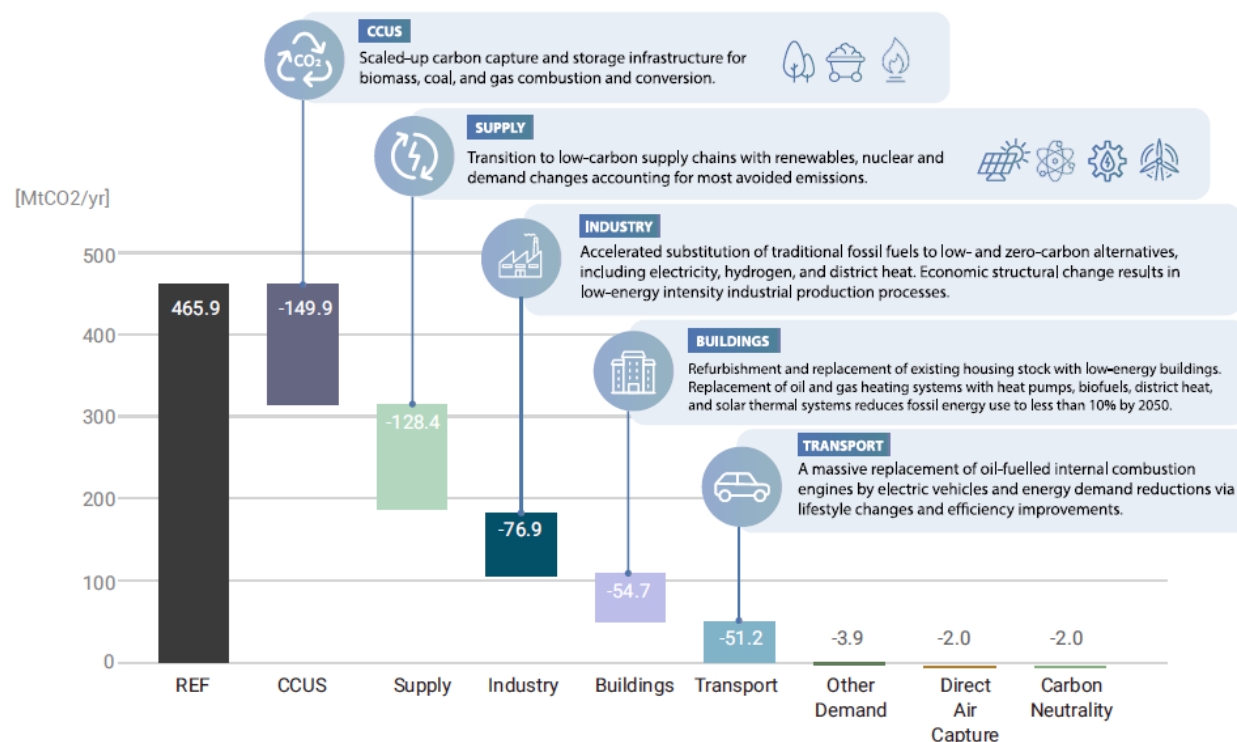 CCUS
Scaled-up carbon capture and storage infrastructure for
biomass, coal, and gas combustion and conversion.
CO₂
SUPPLY
Transition to low-carbon supply chains with renewables, nuclear and
demand changes accounting for most avoided emissions.
[MtCO2/yr]
INDUSTRY
Accelerated substitution of traditional fossil fuels to low- and zero-carbon alternatives,
including electricity, hydrogen, and district heat. Economic structural change results in
low-energy intensity industrial production processes.
BUILDINGS
Refurbishment and replacement of existing housing stock with low-energy buildings.
Replacement of oil and gas heating systems with heat pumps, biofuels, district heat,
and solar thermal systems reduces fossil energy use to less than 10% by 2050.
TRANSPORT
A massive replacement of oil-fuelled internal combustion
engines by electric vehicles and energy demand reductions via
lifestyle changes and efficiency improvements.
500
400
300
200
100
0
465.9
-149.9
-128.4
-76.9
-54.7
-51.2
-3.9
-2.0
-2.0
REF
CCUS
Supply
Industry
Buildings
Transport
Other
Demand
Direct
Air
Capture
Carbon
Neutrality